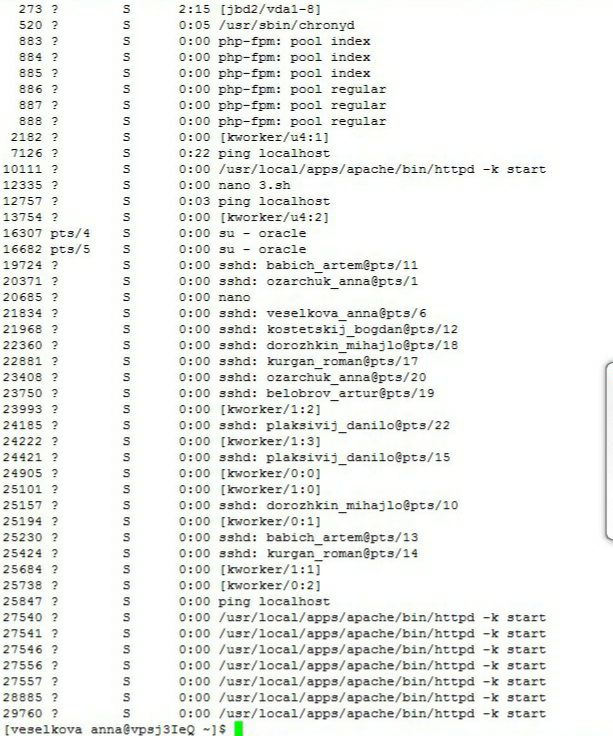 273 ? S 2:15 [jbd2/vda1-8]
520 ? S 0:05 /usr/sbin/chronyd
883 ? S 0:00 php-fpm: pool index
884 ? S 0:00 php-fpm: pool index
885 ? S 0:00 php-fpm: pool index
886 ? S 0:00 php-fpm: pool regular
887 ? S 0:00 php-fpm: pool regular
888 ? S 0:00 php-fpm: pool regular
2182 ? S 0:00 [kworker/u4:1]
7126 ? S 0:22 ping localhost
10111 ? S 0:00 /usr/local/apps/apache/bin/httpd -k start
12335 ? S 0:00 nano 3.sh
12757 ? S 0:03 ping localhost
13754 ? S 0:00 [kworker/u4:2]
16307 pts/4 S 0:00 su - oracle
16682 pts/5 S 0:00 su - oracle
19724 ? S 0:00 sshd: babich_artem@pts/11
20371 ? S 0:00 sshd: ozarchuk_anna@pts/1
20685 ? S 0:00 nano
21834 ? S 0:00 sshd: veselkova_anna@pts/6
21968 ? S 0:00 sshd: kostetskij_bogdan@pts/12
22360 ? S 0:00 sshd: dorozhkin_mihajlo@pts/18
22881 ? S 0:00 sshd: kurgan_roman@pts/17
23408 ? S 0:00 sshd: ozarchuk_anna@pts/20
23750 ? S 0:00 sshd: belobrov_artur@pts/19
23993 ? S 0:00 [kworker/1:2]
24185 ? S 0:00 sshd: plaksivij_danilo@pts/22
24222 ? S 0:00 [kworker/1:3]
24421 ? S 0:00 sshd: plaksivij_danilo@pts/15
24905 ? S 0:00 [kworker/0:0]
25101 ? S 0:00 [kworker/1:0]
25157 ? S 0:00 sshd: dorozhkin_mihajlo@pts/10
25194 ? S 0:00 [kworker/0:1]
25230 ? S 0:00 sshd: babich_artem@pts/13
25424 ? S 0:00 sshd: kurgan_roman@pts/14
25684 ? S 0:00 [kworker/1:1]
25738 ? S 0:00 [kworker/0:2]
25847 ? S 0:00 ping localhost
27540 ? S 0:00 /usr/local/apps/apache/bin/httpd -k start
27541 ? S 0:00 /usr/local/apps/apache/bin/httpd -k start
27546 ? S 0:00 /usr/local/apps/apache/bin/httpd -k start
27556 ? S 0:00 /usr/local/apps/apache/bin/httpd -k start
27557 ? S 0:00 /usr/local/apps/apache/bin/httpd -k start
28885 ? S 0:00 /usr/local/apps/apache/bin/httpd -k start
29760 ? S 0:00 /usr/local/apps/apache/bin/httpd -k start
[veselkova_anna@vpsj3IeQ ~]$